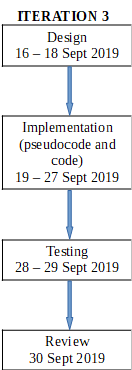 ITERATION 3
Design
16 – 18 Sept 2019
Implementation
(pseudocode and
code)
19 – 27 Sept 2019
Testing
28 – 29 Sept 2019
Review
30 Sept 2019